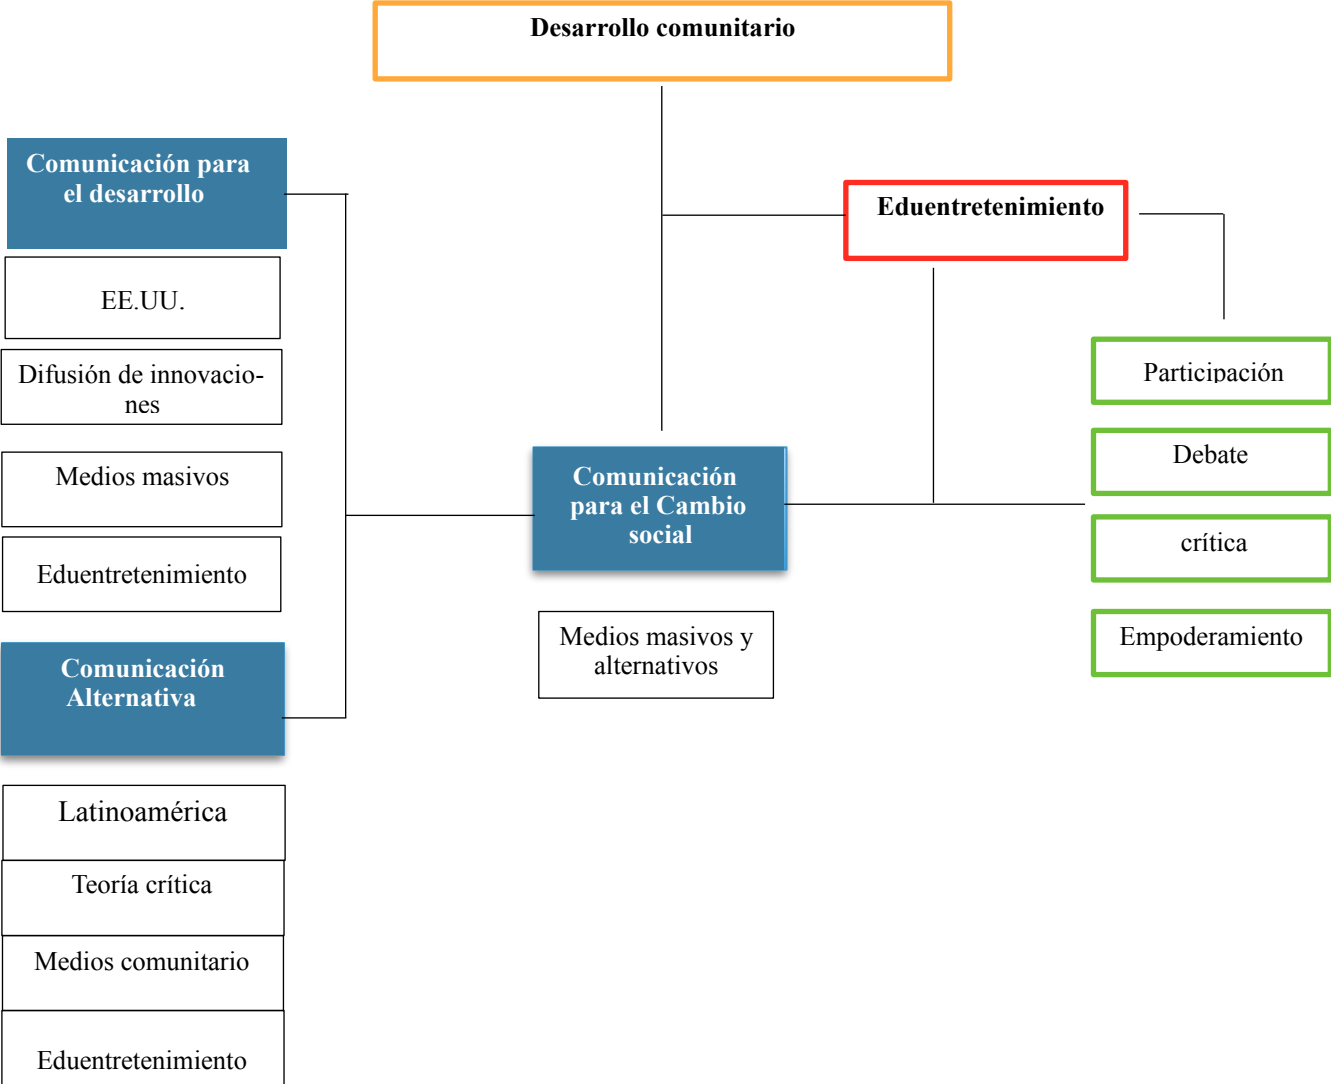 Desarrollo comunitario
Comunicación para
el desarrollo
EE.UU.
Difusión de innovacio-
nes
Medios masivos
Eduentretenimiento
Comunicación
Alternativa
Latinoamérica
Teoría crítica
Medios comunitario
Eduentretenimiento
Comunicación
para el Cambio
social
Medios masivos y
alternativos
Eduentretenimiento
Participación
Debate
crítica
Empoderamiento